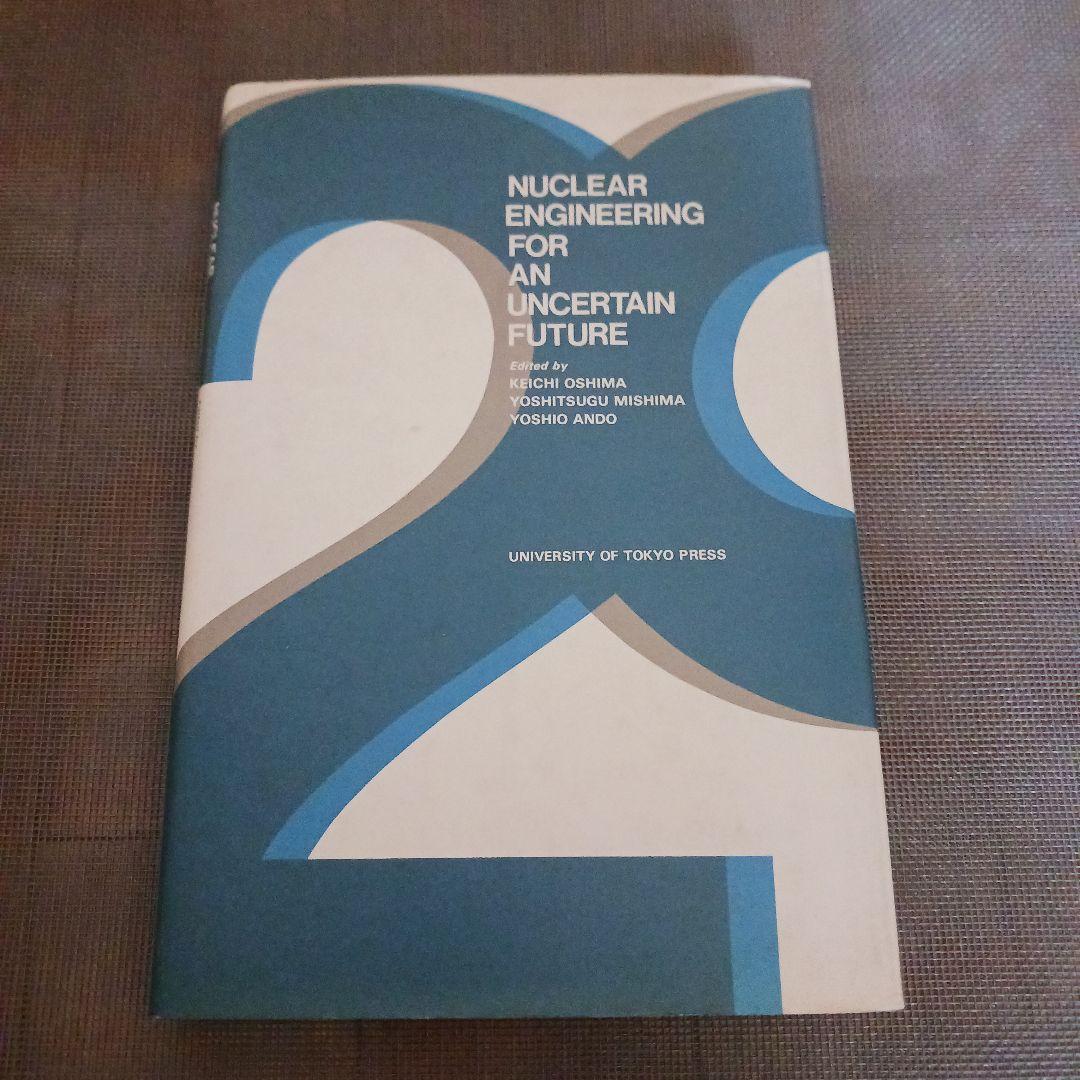 NUCLEAR
ENGINEERING
FOR
AN
UNCERTAIN
FUTURE
Edited by
KEICHI OSHIMA
YOSHITSUGU MISHIMA
YOSHIO ANDO
UNIVERSITY OF TOKYO PRESS